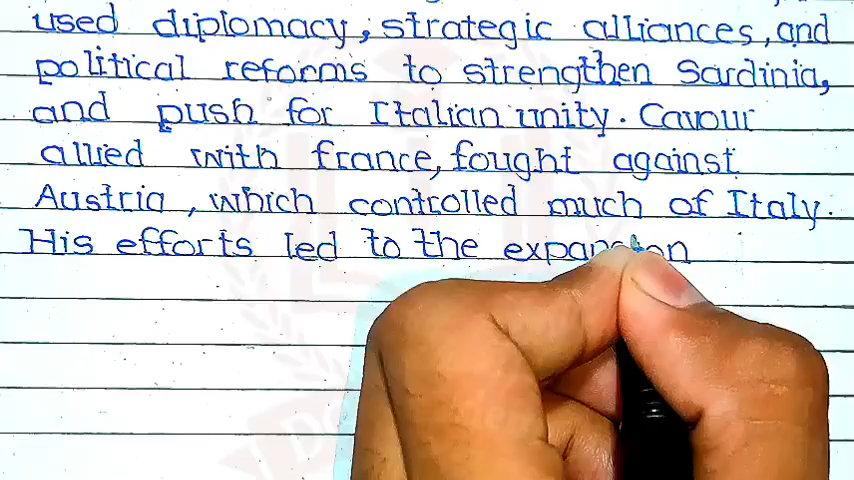 used diplomacy, strategic alliances, and
political reforms to strengthen Sardinia,
and push for Italian unity. Cavour
allied with france, fought against
Austria, which controlled much of Italy.
His efforts led to the expansion